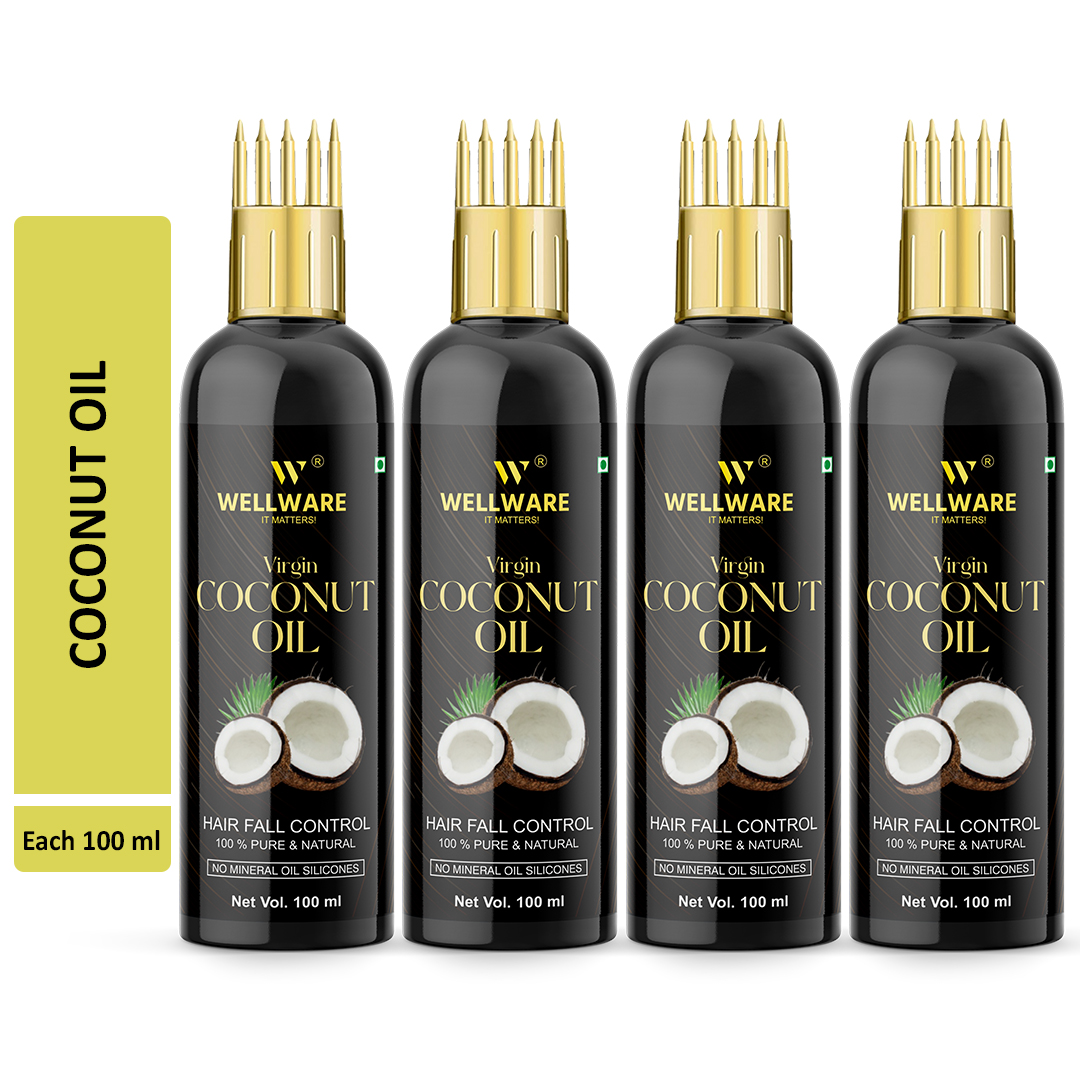 COCONUT OIL
Each 100 ml
W ®
WELLWARE
IT MATTERS!
Virgin
COCONUT
OIL
HAIR FALL CONTROL
100 % PURE & NATURAL
NO MINERAL OIL SILICONES
Net Vol. 100 ml
W ®
WELLWARE
IT MATTERS!
Virgin
COCONUT
OIL
HAIR FALL CONTROL
100 % PURE & NATURAL
NO MINERAL OIL SILICONES
Net Vol. 100 ml
W ®
WELLWARE
IT MATTERS!
Virgin
COCONUT
OIL
HAIR FALL CONTROL
100 % PURE & NATURAL
NO MINERAL OIL SILICONES
Net Vol. 100 ml
W ®
WELLWARE
IT MATTERS!
Virgin
COCONUT
OIL
HAIR FALL CONTROL
100 % PURE & NATURAL
NO MINERAL OIL SILICONES
Net Vol. 100 ml